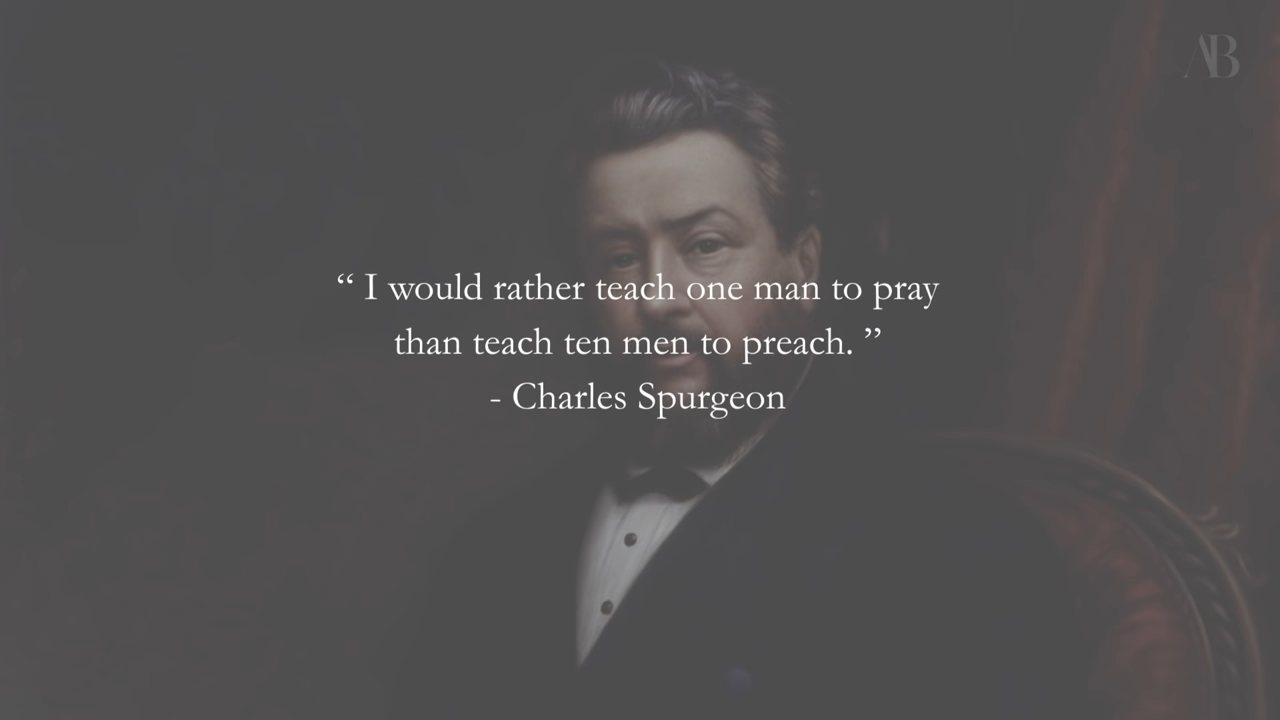 AB
“ I would rather teach one man to pray
than teach ten men to preach. ”
- Charles Spurgeon